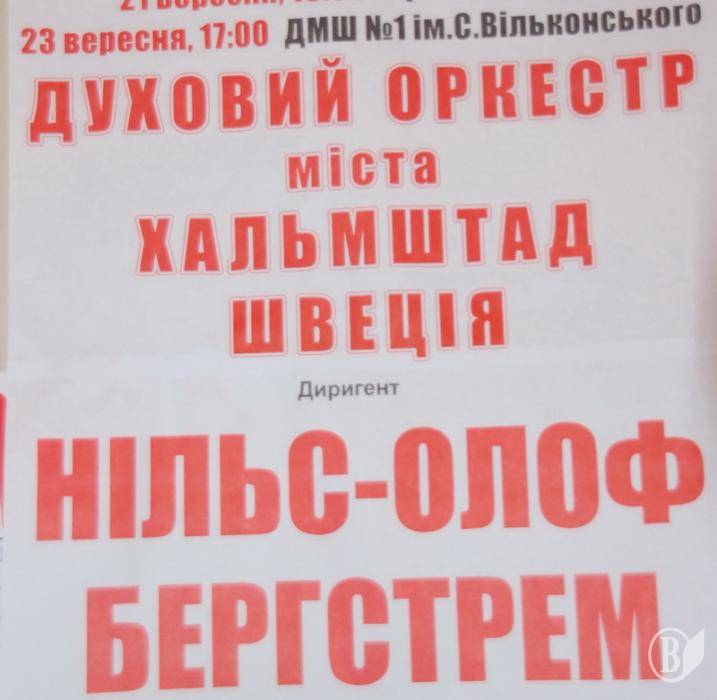 23 вересня, 17:00 ДМШ №1 ім.С.Вільконського
ДУХОВИЙ ОРКЕСТР
міста
ХАЛЬМШТАД
ШВЕЦІЯ
Диригент
НІЛЬС-ОЛОФ
БЕРГСТРЕМ
В